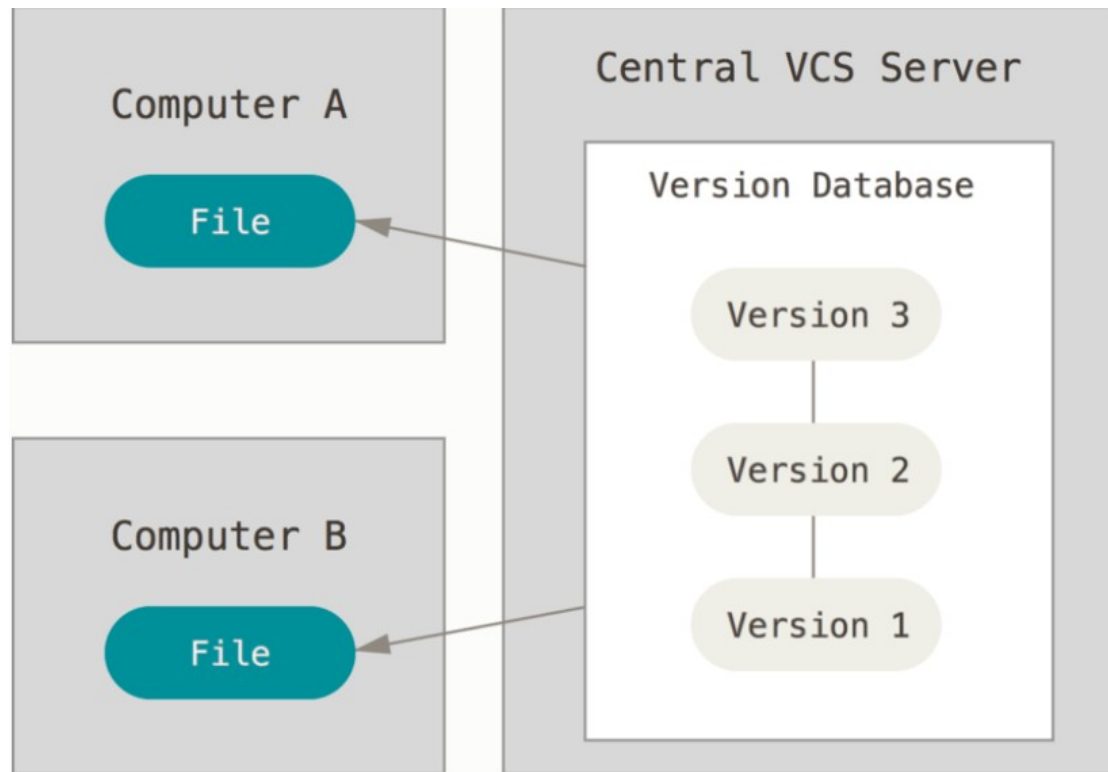 Computer A
File
Computer B
File
Central VCS Server
Version Database
Version 3
Version 2
Version 1